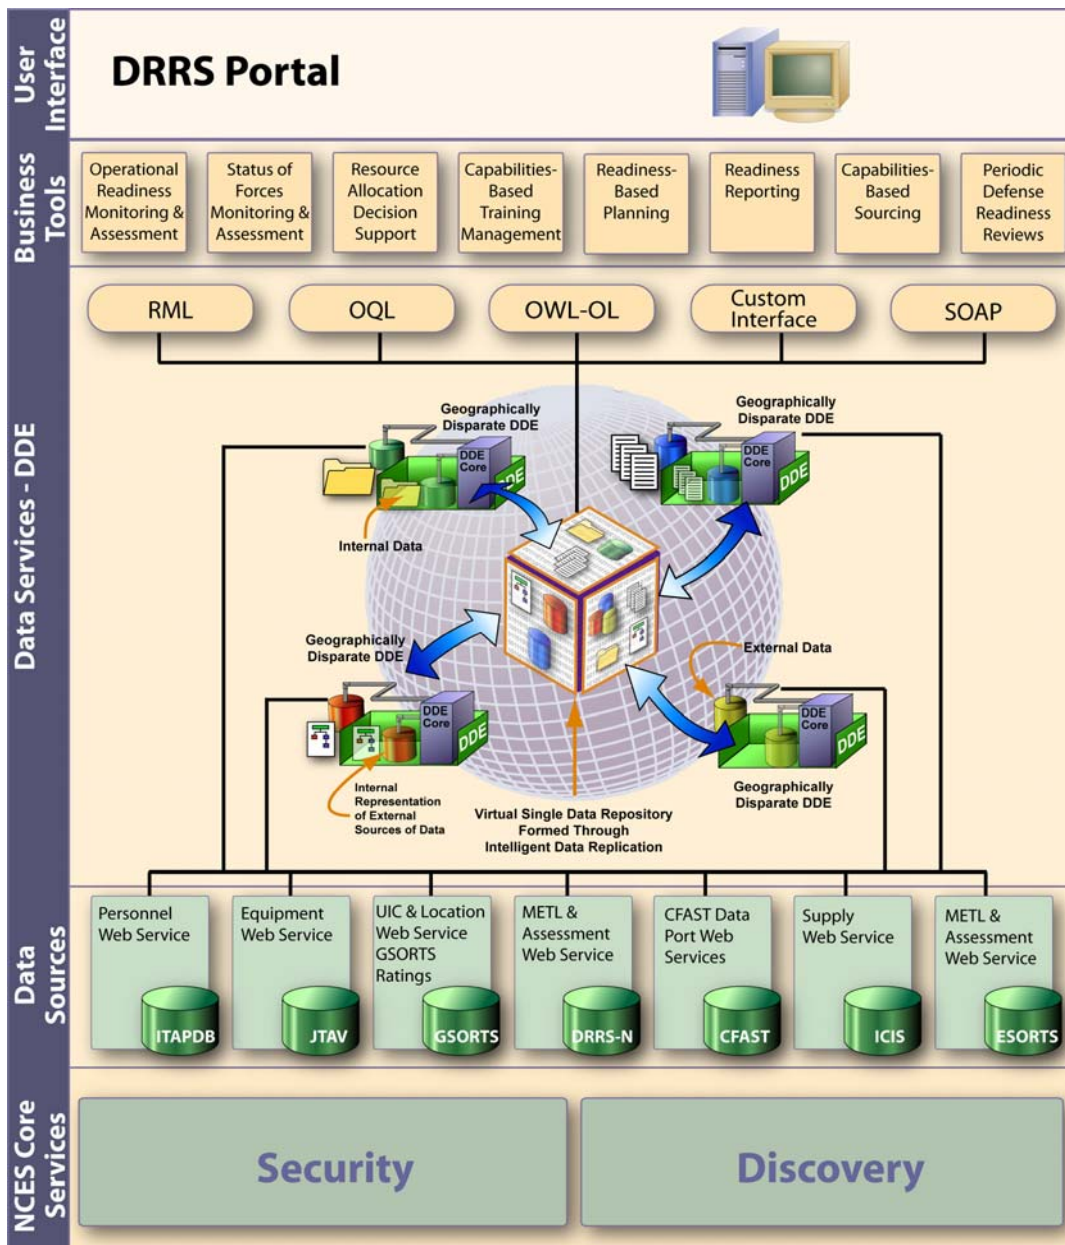 User
Interface
DRRS Portal
Business
Tools
Operational
Readiness
Monitoring &
Assessment
Status of
Forces
Monitoring &
Assessment
Resource
Allocation
Decision
Support
Capabilities-
Based
Training
Management
Readiness-
Based
Planning
Readiness
Reporting
Capabilities-
Based
Sourcing
Periodic
Defense
Readiness
Reviews
Data Services - DDE
RML
OQL
OWL-OL
Custom
Interface
SOAP
Geographically
Disparate DDE
DDE
Core
DDE
Internal Data
Geographically
Disparate DDE
DDE
Core
DDE
Geographically
Disparate DDE
DDE
Core
DDE
Internal
Representation
of External
Sources of Data
External Data
DDE
Core
DDE
Geographically
Disparate DDE
Virtual Single Data Repository
Formed Through
Intelligent Data Replication
Data
Sources
Personnel
Web Service
ITAPDB
Equipment
Web Service
JTAV
UIC & Location
Web Service
GSORTS
Ratings
GSORTS
METL &
Assessment
Web Service
DRRS-N
CFAST Data
Port Web
Services
CFAST
Supply
Web Service
ICIS
METL &
Assessment
Web Service
ESORTS
NCES Core
Services
Security
Discovery